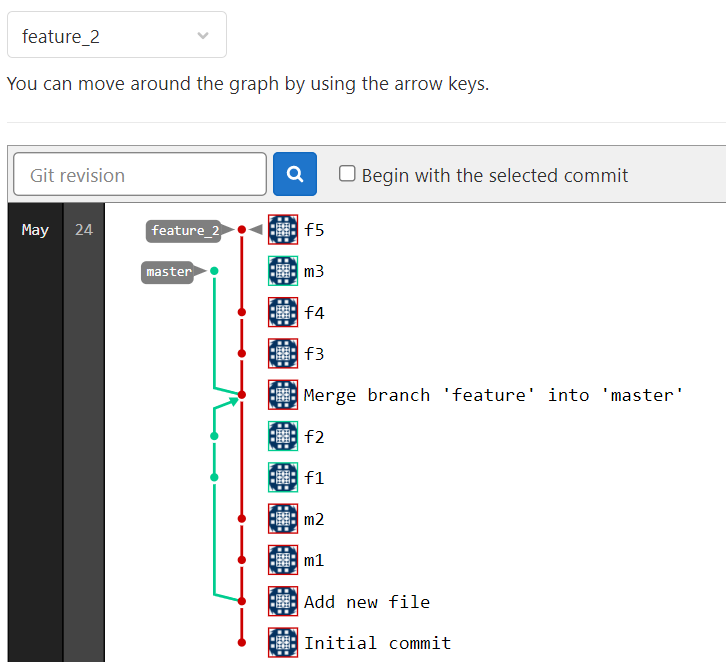 feature_2
You can move around the graph by using the arrow keys.
Git revision
Begin with the selected commit
May 24 feature_2 f5
master m3
f4
f3
Merge branch 'feature' into 'master'
f2
f1
m2
m1
Add new file
Initial commit